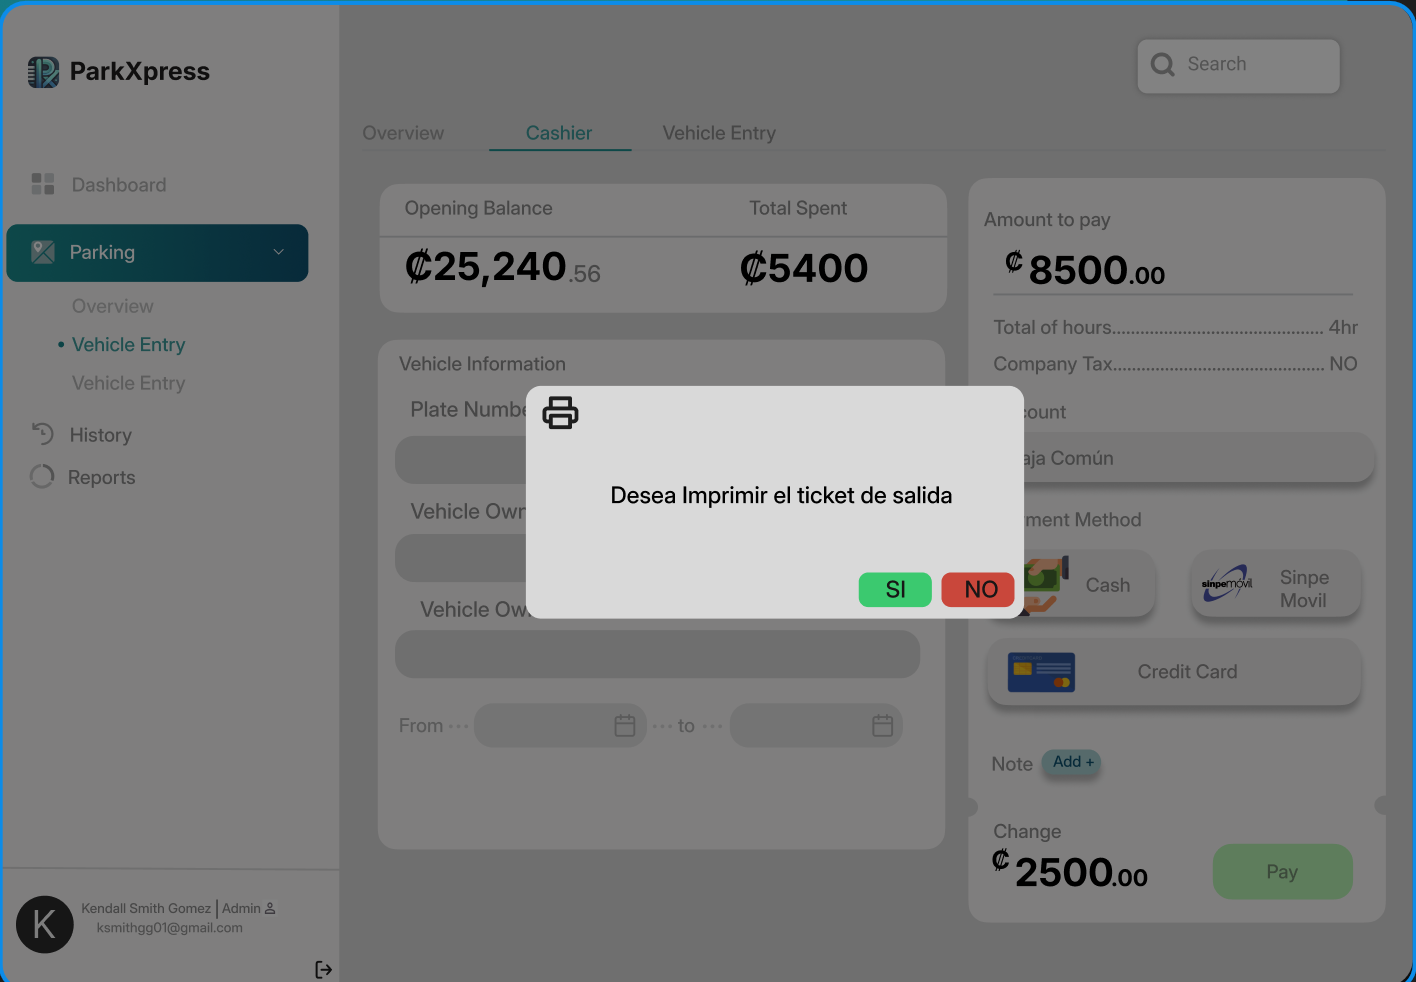 ParkXpress
Search
Overview
Cashier
Vehicle Entry
Dashboard
Parking
Overview
Vehicle Entry
Vehicle Entry
History
Reports
Opening Balance
Total Spent
₡25,240.56
₡5400
Vehicle Information
Plate Numbe
Vehicle Own
Vehicle Ow
From ··· 
··· to ···
Desea Imprimir el ticket de salida
SI
NO
Amount to pay
₡8500.00
Total of hours............................................ 4hr
Company Tax............................................ NO
count
aja Común
ment Method
Cash
sinpemóvil
Sinpe
Movil
Credit Card
Note
Add +
Change
₡2500.00
Pay
K
Kendall Smith Gomez | Admin
ksmithgg01@gmail.com